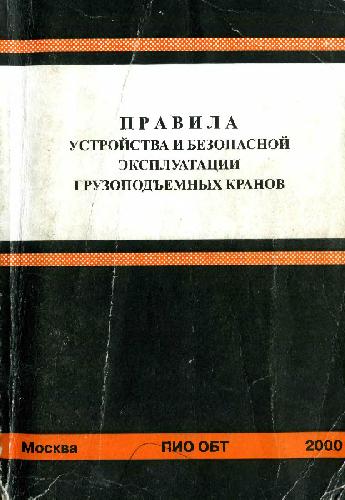 ПРАВИЛА
УСТРОЙСТВА И БЕЗОПАСНОЙ
ЭКСПЛУАТАЦИИ
ГРУЗОПОДЪЕМНЫХ КРАНОВ
Москва ПИО ОБТ 2000